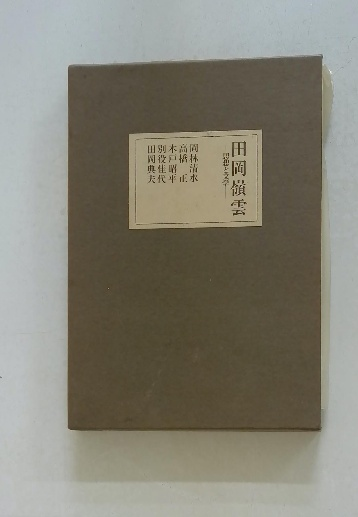 田岡嶺雲
岡林清水
高橋正
木戸昭平
別役佳代
田岡典夫